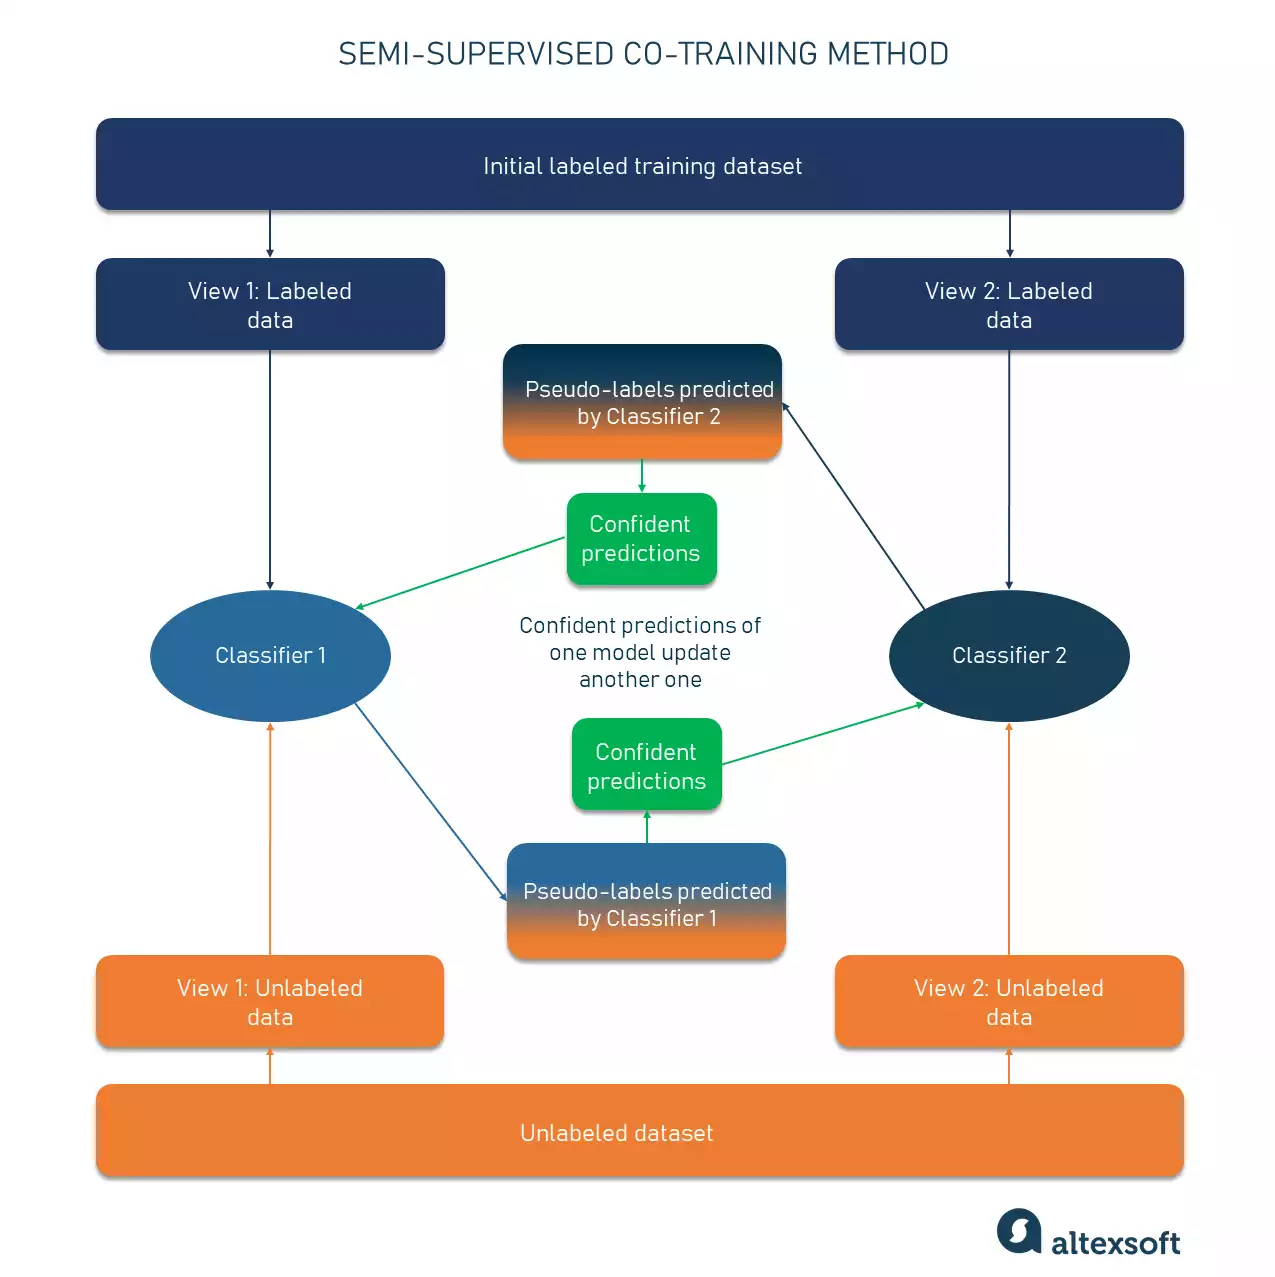 SEMI-SUPERVISED CO-TRAINING METHOD
Initial labeled training dataset
View 1: Labeled
data
View 2: Labeled
data
Pseudo-labels predicted
by Classifier 2
Confident
predictions
Confident predictions of
one model update
another one
Classifier 1
Classifier 2
Confident
predictions
Pseudo-labels predicted
by Classifier 1
View 1: Unlabeled
data
View 2: Unlabeled
data
Unlabeled dataset
altexsoft